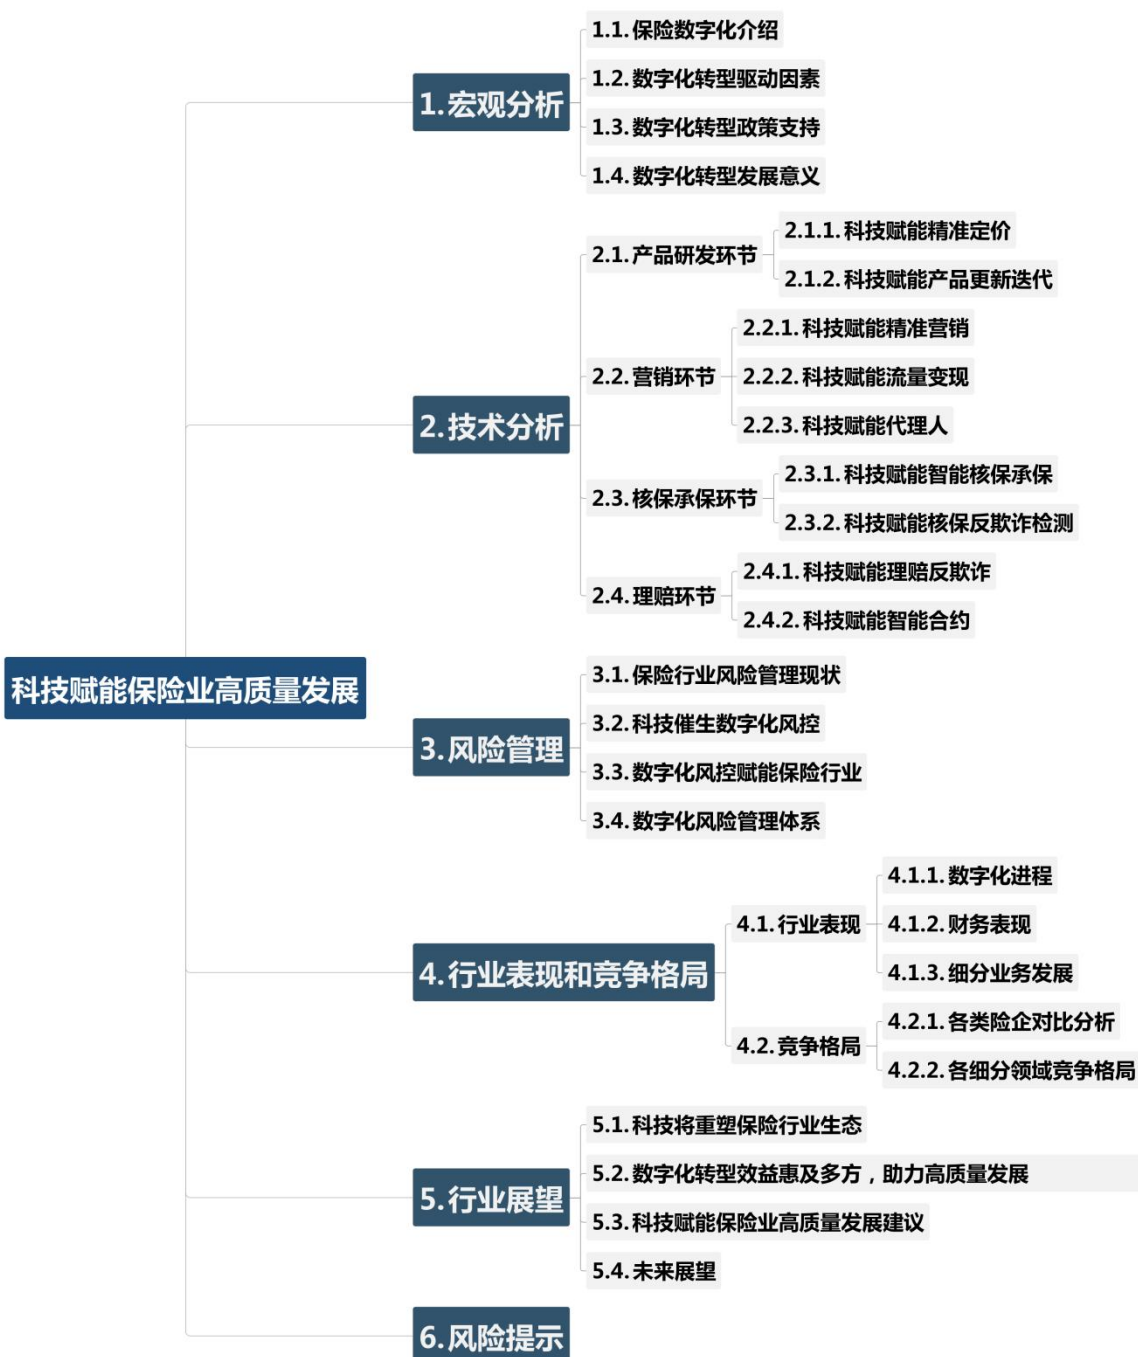 科技赋能保险业高质量发展
1.宏观分析
1.1.保险数字化介绍
1.2.数字化转型驱动因素
1.3.数字化转型政策支持
1.4.数字化转型发展意义
2.技术分析
2.1.产品研发环节
2.1.1.科技赋能精准定价
2.1.2.科技赋能产品更新迭代
2.2.营销环节
2.2.1.科技赋能精准营销
2.2.2.科技赋能流量变现
2.2.3.科技赋能代理人
2.3.核保承保环节
2.3.1.科技赋能智能核保承保
2.3.2.科技赋能核保反欺诈检测
2.4.理赔环节
2.4.1.科技赋能理赔反欺诈
2.4.2.科技赋能智能合约
3.风险管理
3.1.保险行业风险管理现状
3.2.科技催生数字化风控
3.3.数字化风控赋能保险行业
3.4.数字化风险管理体系
4.行业表现和竞争格局
4.1.行业表现
4.1.1.数字化进程
4.1.2.财务表现
4.1.3.细分业务发展
4.2.竞争格局
4.2.1.各类险企对比分析
4.2.2.各细分领域竞争格局
5.行业展望
5.1.科技将重塑保险行业生态
5.2.数字化转型效益惠及多方，助力高质量发展
5.3.科技赋能保险业高质量发展建议
5.4.未来展望
6.风险提示